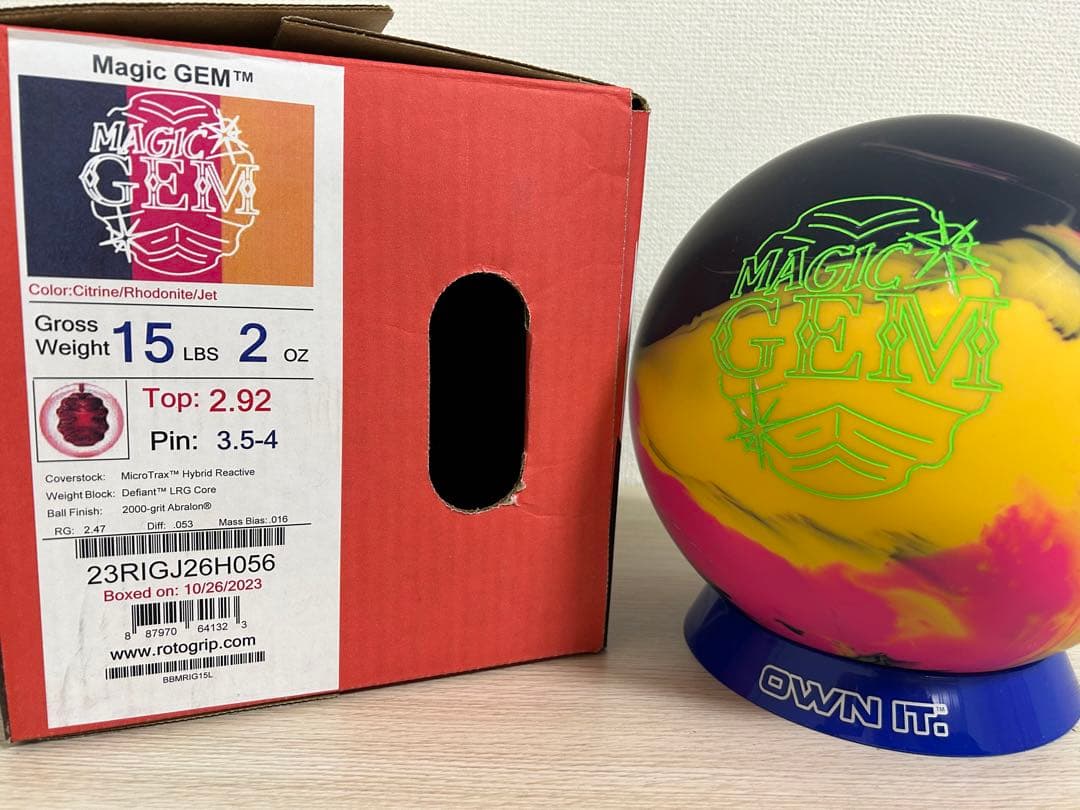 Magic GEM™
MAGIC
GEM
Color:Citrine/Rhodonite/Jet
Gross
Weight 15 LBS 2 OZ
Top: 2.92
Pin: 3.5-4
Coverstock: MicroTrax™ Hybrid Reactive
Weight Block: Defiant™ LRG Core
Ball Finish: 2000-grit Abralon®
RG: 2.47 Diff: .053 Mass Bias: .016
23RIGJ26H056
Boxed on: 10/26/2023
8 87970 64132 3
www.rotogrip.com
BBMRIG15L
MAGIC
GEM
OWN IT.™